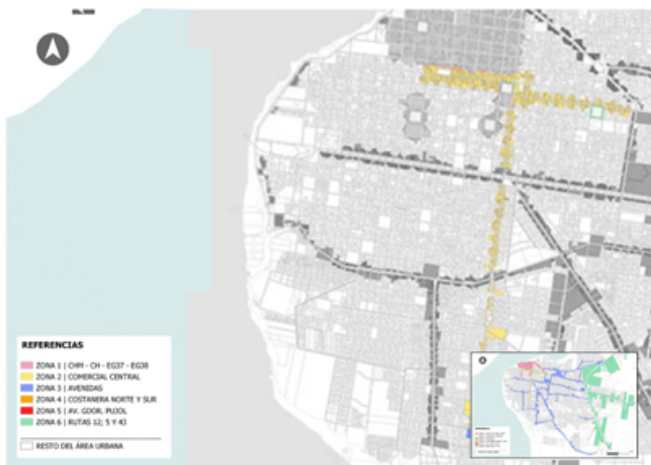 REFERENCIAS
ZONA 1 | CHM - CH - EG37 - EG38
ZONA 2 | COMERCIAL CENTRAL
ZONA 3 | AVENIDAS
ZONA 4 | COSTANERA NORTE Y SUR
ZONA 5 | AV. GDOR. PUJOL
ZONA 6 | RUTAS 12; 5 Y 43
RESTO DEL ÁREA URBANA